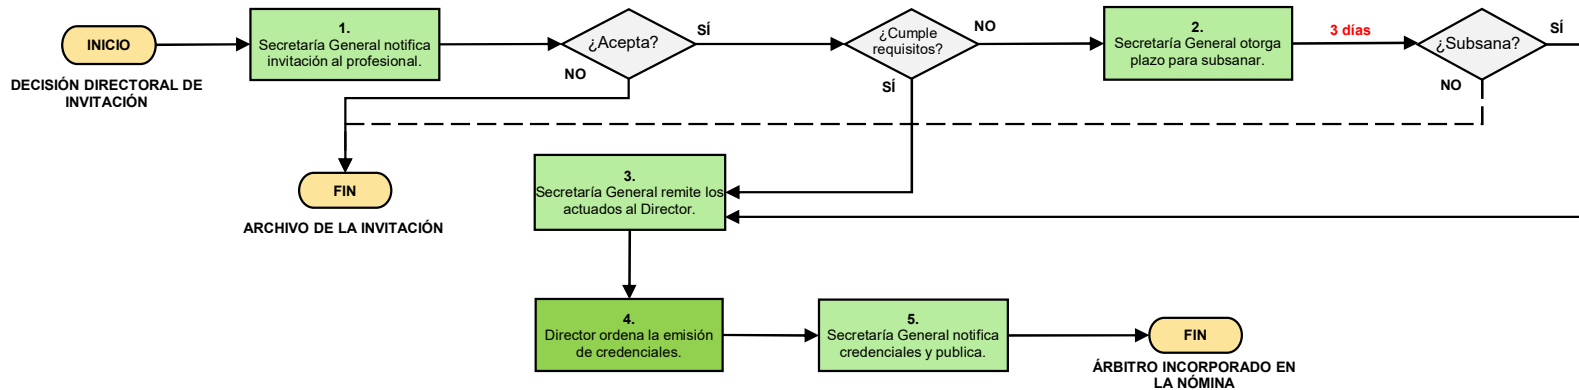 INICIO
DECISIÓN DIRECTORAL DE
INVITACIÓN
1.
Secretaría General notifica
invitación al profesional.
¿Acepta?
SÍ
NO
¿Cumple
requisitos?
NO
SÍ
2.
Secretaría General otorga
plazo para subsanar.
3 días
¿Subsana?
SÍ
NO
FIN
ARCHIVO DE LA INVITACIÓN
3.
Secretaría General remite los
actuados al Director.
4.
Director ordena la emisión
de credenciales.
5.
Secretaría General notifica
credenciales y publica.
FIN
ÁRBITRO INCORPORADO EN
LA NÓMINA